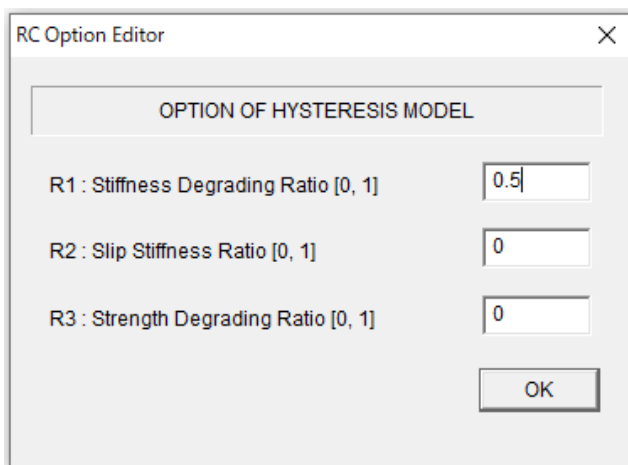 RC Option Editor
OPTION OF HYSTERESIS MODEL
R1 : Stiffness Degrading Ratio [0, 1] 0.5
R2 : Slip Stiffness Ratio [0, 1] 0
R3 : Strength Degrading Ratio [0, 1] 0
OK